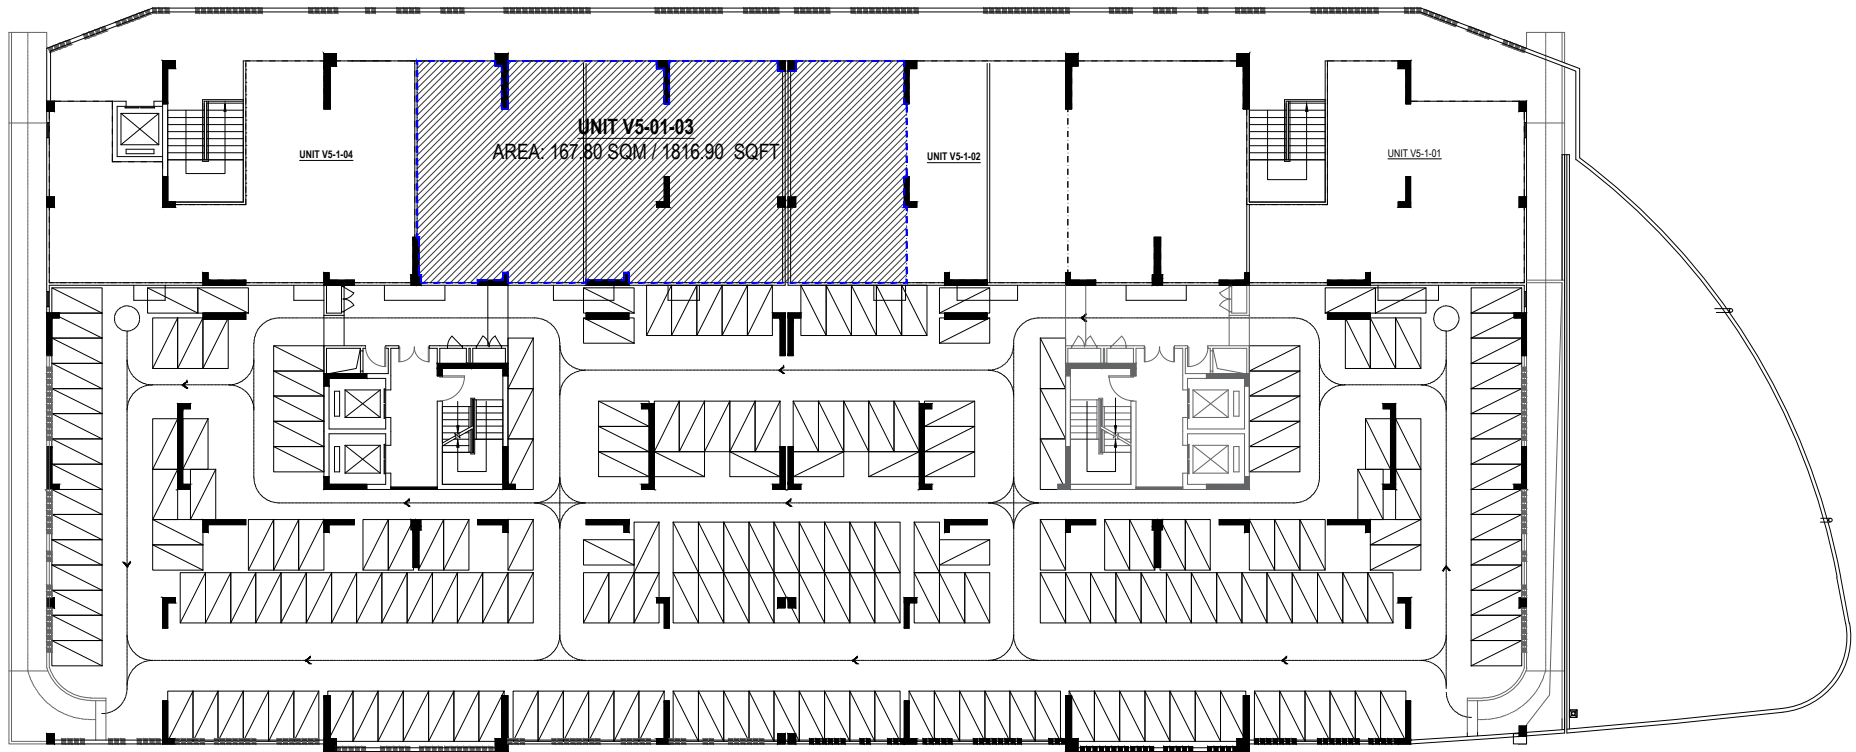 UNIT V5-01-03
AREA: 167.80 SQM / 1816.90 SQFT
UNIT V5-1-04
UNIT V5-1-02
UNIT V5-1-01